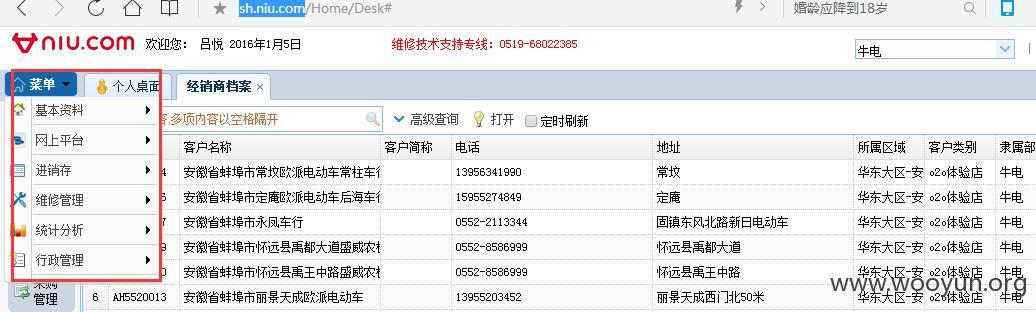 sh.niu.com/Home/Desk#
婚龄应降到18岁
niu.com 欢迎您： 吕悦 2016年1月5日 维修技术支持专线：0519-68022385 牛电
菜单 个人桌面 经销商档案 ×
容,多项内容以空格隔开 高级查询 打开 定时刷新
基本资料
网上平台
进销存
维修管理
统计分析
行政管理
采购
管理
客户名称 客户简称 电话 地址 所属区域 客户类别 隶属部
4 安徽省蚌埠市常坟欧派电动车常柱车行 13956341990 常坟 华东大区-安 o2o体验店 牛电
安徽省蚌埠市定庵欧派电动车后海车行 15955274849 定庵 华东大区-安 o2o体验店 牛电
7 安徽省蚌埠市永凤车行 0552-2113344 固镇东风北路新日电动车 华东大区-安 o2o体验店 牛电
安徽省蚌埠市怀远县禹都大道盛威农机 0552-8586999 怀远县禹都大道 华东大区-安 o2o体验店 牛电
0 安徽省蚌埠市怀远县禹王中路盛威农机 0552-8586999 怀远县禹王中路 华东大区-安 o2o体验店 牛电
6 AH5520013 安徽省蚌埠市丽景天成欧派电动车 13955203452 丽景天成西门北50米 华东大区-安 o2o体验店 牛电
www.wooyun.org